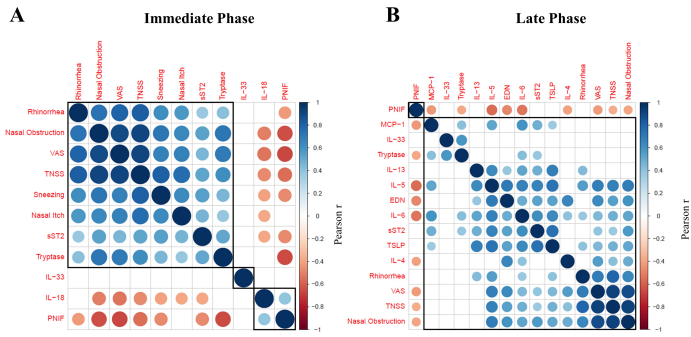 A
Immediate Phase
Rhinorrhea
Nasal Obstruction
VAS
TNSS
Sneezing
Nasal Itch
sST2
Tryptase
IL-33
IL-18
PNIF
Rhinorrhea
Nasal Obstruction
VAS
TNSS
Sneezing
Nasal Itch
sST2
Tryptase
IL-33
IL-18
PNIF
1
0.8
0.6
0.4
0.2
0
-0.2
-0.4
-0.6
-0.8
-1
Pearson r
B
Late Phase
PNIF
MCP-1
IL-33
Tryptase
IL-13
IL-5
EDN
IL-6
sST2
TSLP
IL-4
Rhinorrhea
VAS
TNSS
Nasal Obstruction
PNIF
MCP-1
IL-33
Tryptase
IL-13
IL-5
EDN
IL-6
sST2
TSLP
IL-4
Rhinorrhea
VAS
TNSS
Nasal Obstruction
1
0.8
0.6
0.4
0.2
0
-0.2
-0.4
-0.6
-0.8
-1
Pearson r